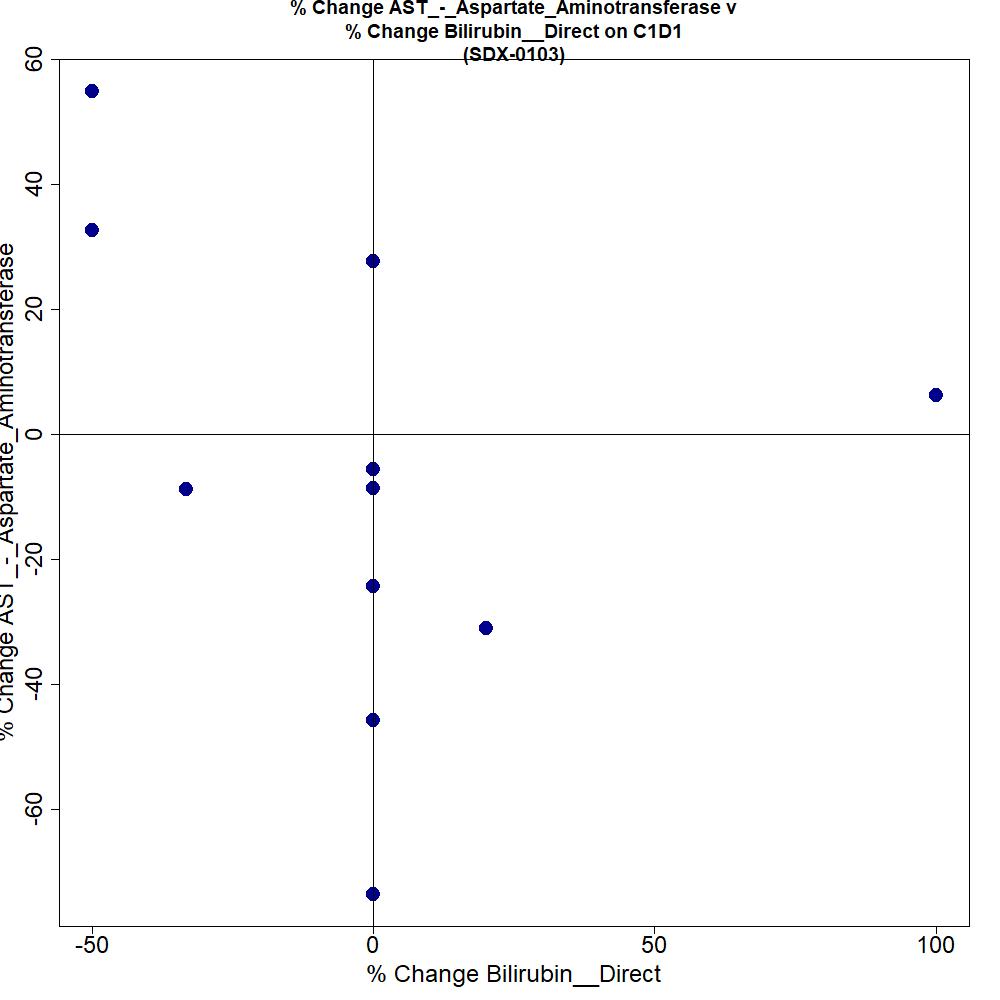 % Change AST_-_Aspartate_Aminotransferase v
% Change Bilirubin__Direct on C1D1
(SDX-0103)
60
40
20
0
-20
-40
-60
% Change AST_-_Aspartate_Aminotransferase
-50
0
50
100
% Change Bilirubin__Direct